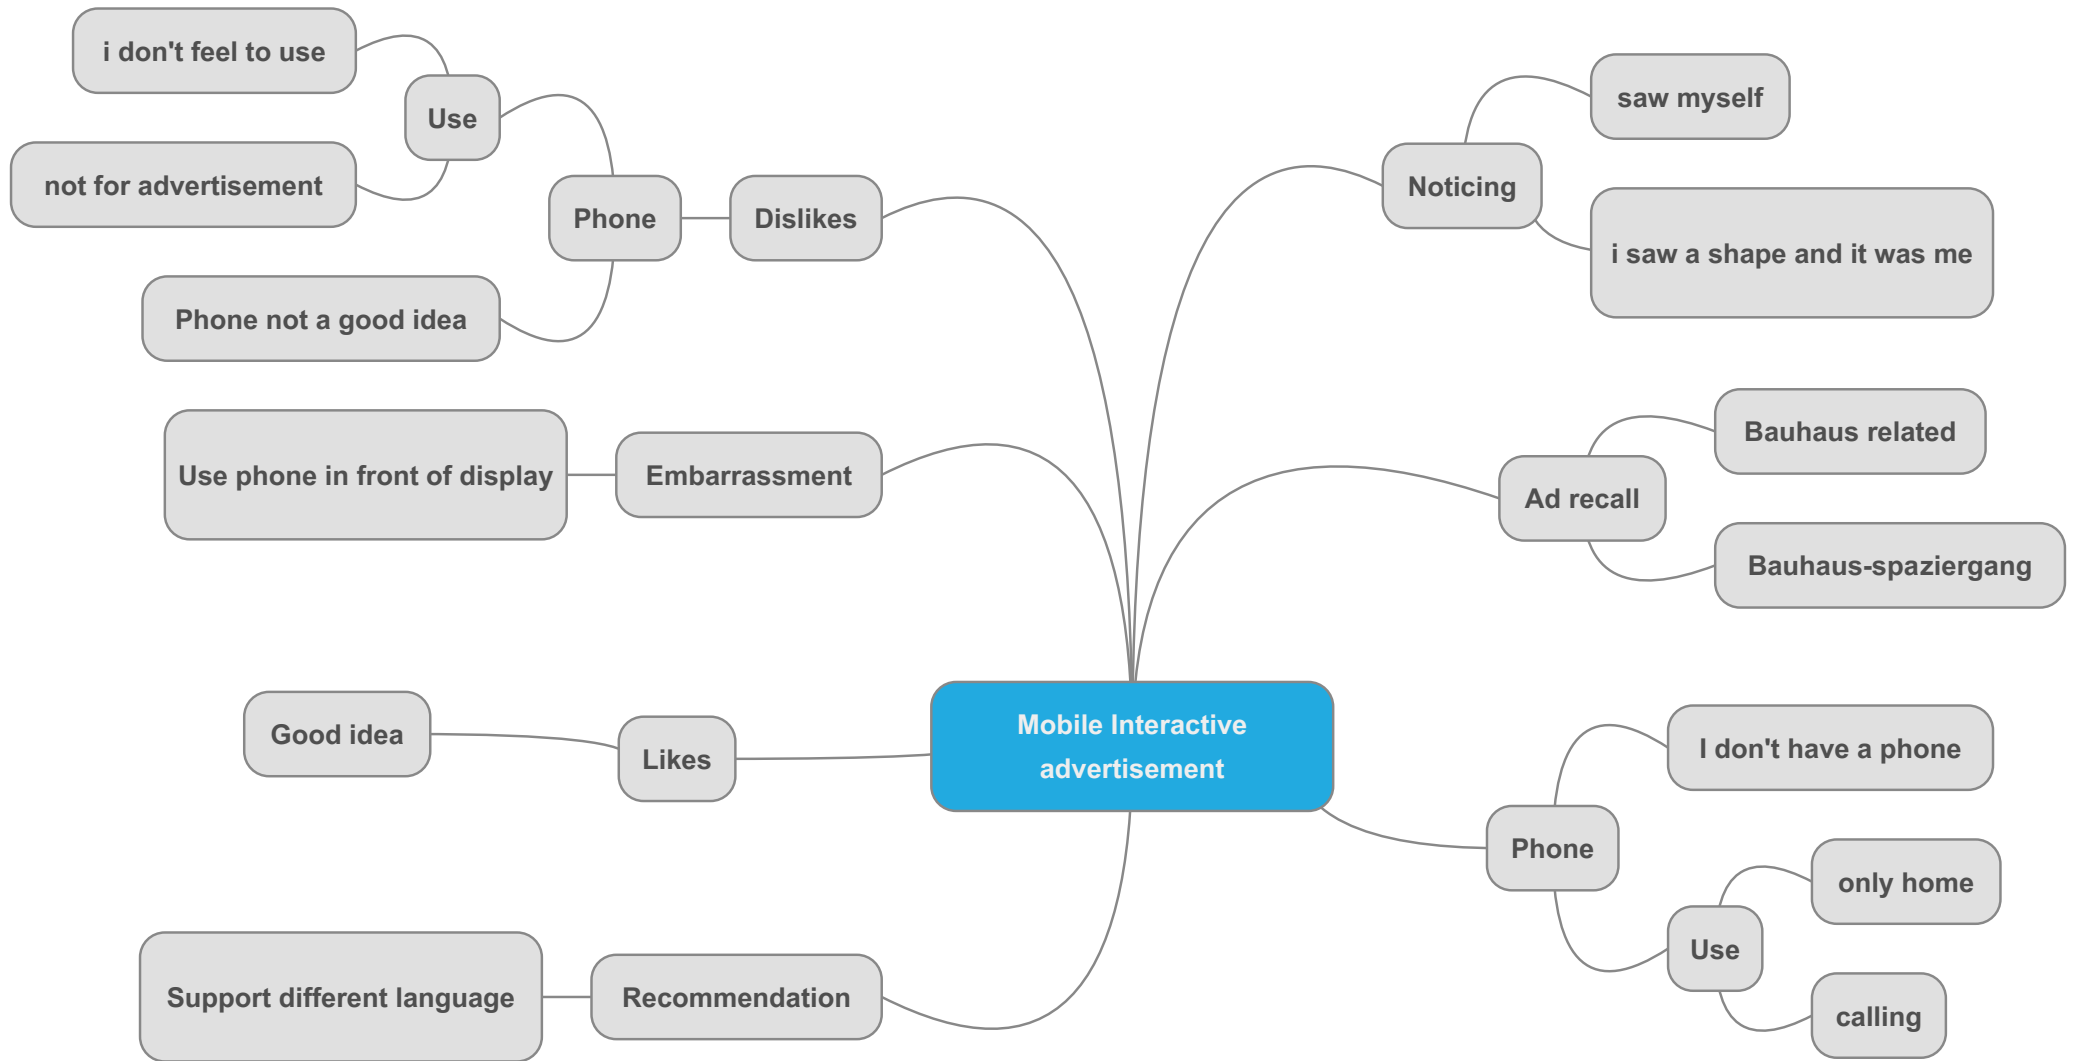 i don't feel to use
Use
not for advertisement
Phone
Dislikes
Phone not a good idea
Use phone in front of display
Embarrassment
Good idea
Likes
Support different language
Recommendation
Mobile Interactive
advertisement
saw myself
Noticing
i saw a shape and it was me
Bauhaus related
Ad recall
Bauhaus-spaziergang
I don't have a phone
Phone
only home
Use
calling